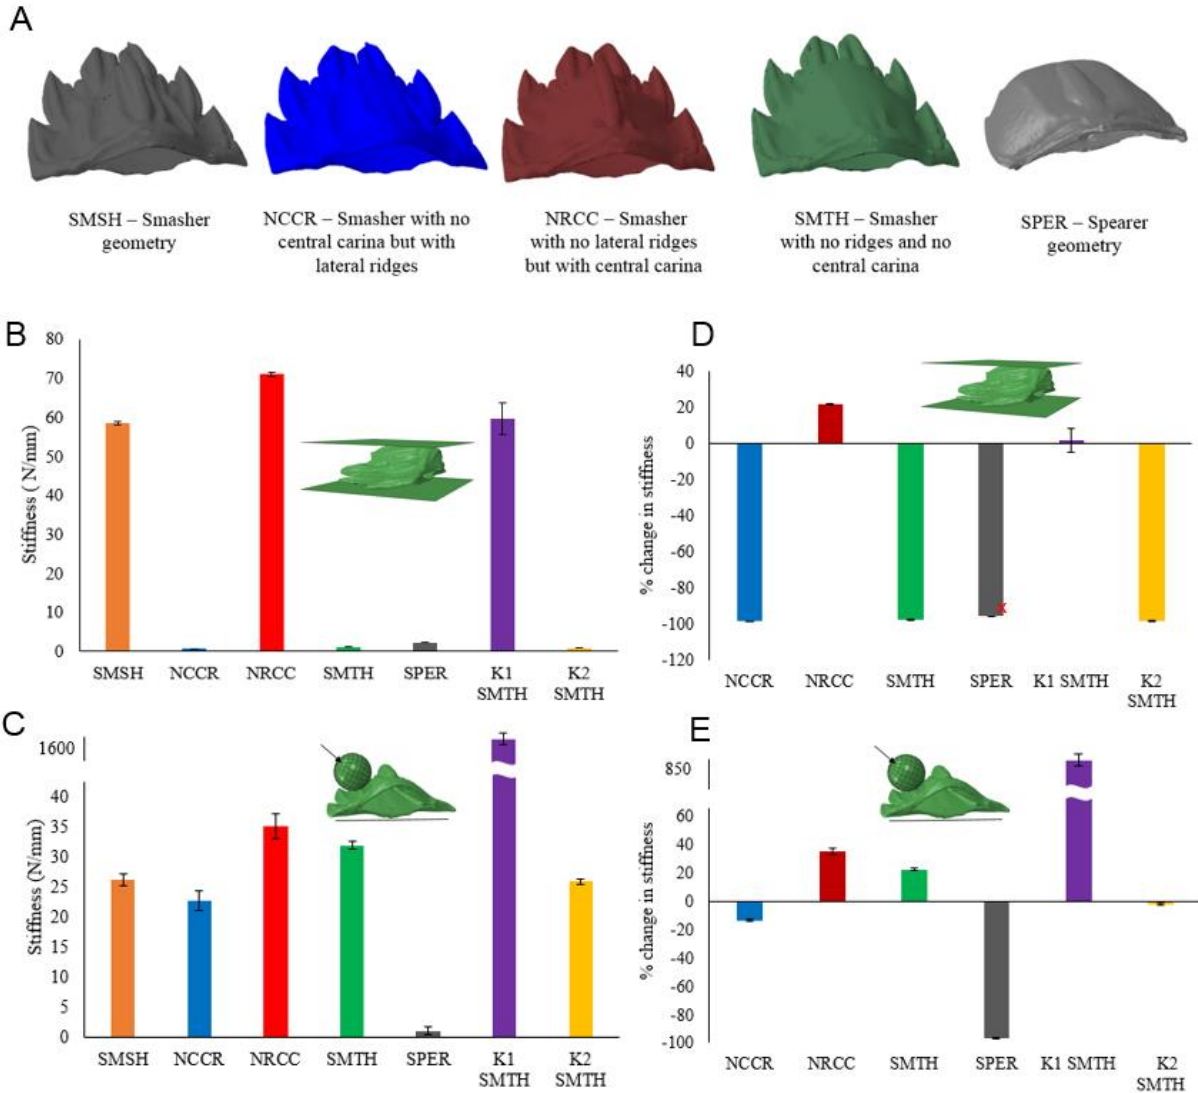 A
SMSH – Smasher
geometry
NCCR – Smasher with no
central carina but with
lateral ridges
NRCC – Smasher
with no lateral ridges
but with central carina
SMTH – Smasher
with no ridges and no
central carina
SPER – Spearer
geometry
B
80
70
60
50
40
30
20
10
0
Stiffness ( N/mm)
SMSH NCCR NRCC SMTH SPER K1 SMTH K2 SMTH
D
40
20
0
-20
-40
-60
-80
-100
-120
% change in stiffness
x
NCCR NRCC SMTH SPER K1 SMTH K2 SMTH
C
1600
40
35
30
25
20
15
10
5
0
Stiffness (N/mm)
SMSH NCCR NRCC SMTH SPER K1 SMTH K2 SMTH
E
850
60
40
20
0
-20
-40
-60
-80
-100
% change in stiffness
NCCR NRCC SMTH SPER K1 SMTH K2 SMTH